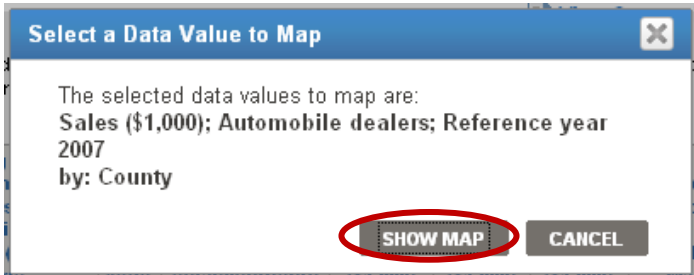 Select a Data Value to Map
The selected data values to map are:
Sales ($1,000); Automobile dealers; Reference year
2007
by: County
SHOW MAP CANCEL